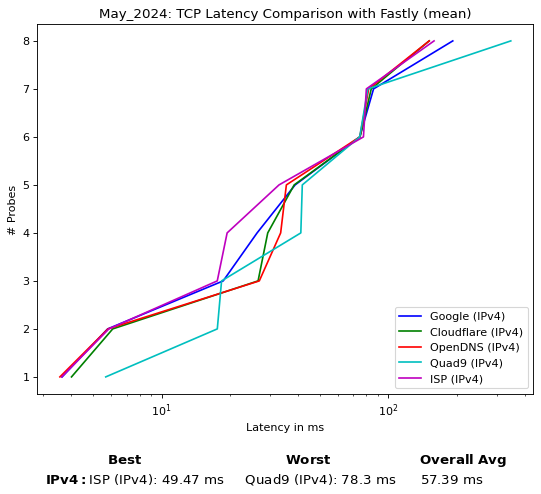 May_2024: TCP Latency Comparison with Fastly (mean)
8
7
6
5
4
3
2
1
# Probes
Google (IPv4)
Cloudflare (IPv4)
OpenDNS (IPv4)
Quad9 (IPv4)
ISP (IPv4)
10¹ 10²
Latency in ms
Best Worst Overall Avg
IPv4: ISP (IPv4): 49.47 ms Quad9 (IPv4): 78.3 ms 57.39 ms